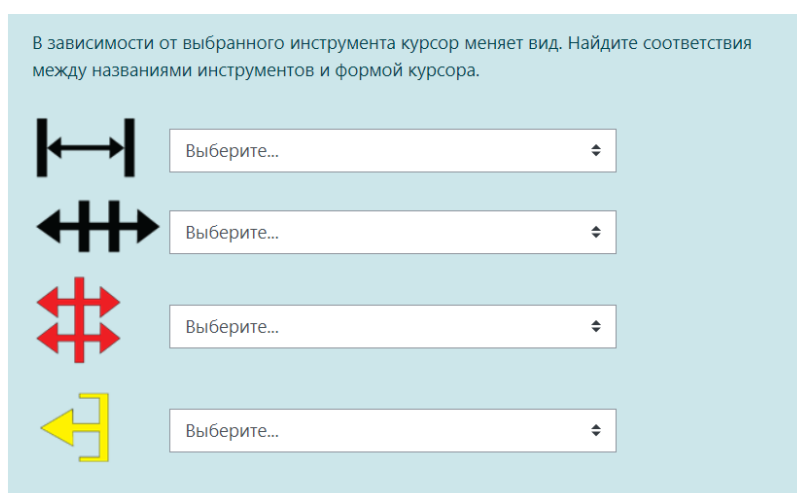 В зависимости от выбранного инструмента курсор меняет вид. Найдите соответствия
между названиями инструментов и формой курсора.
Выберите...
Выберите...
Выберите...
Выберите...